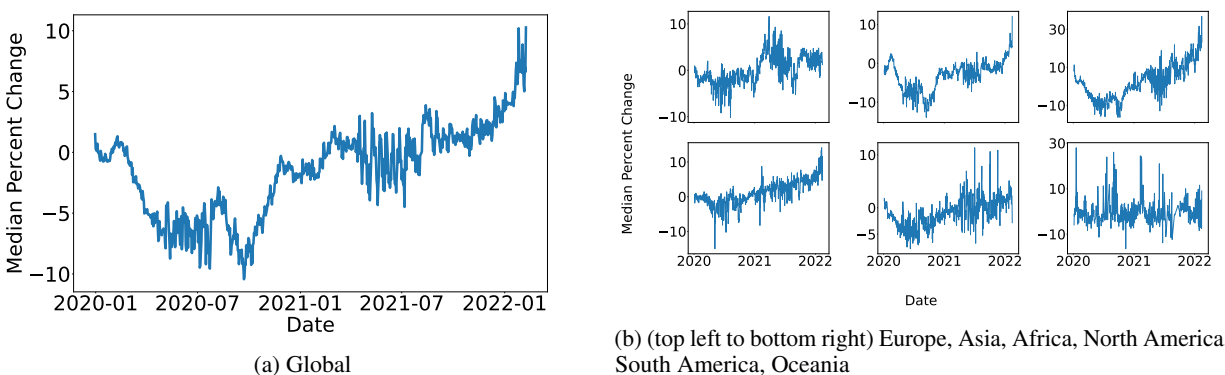 Median Percent Change
10
5
0
−5
−10
2020-01 2020-07 2021-01 2021-07 2022-01
Date
(a) Global
Median Percent Change
10
0
−10
10
0
−10
30
10
−10
10
0
−10
2020 2021 2022
10
5
0
−5
2020 2021 2022
30
10
−10
2020 2021 2022
Date
(b) (top left to bottom right) Europe, Asia, Africa, North America
South America, Oceania